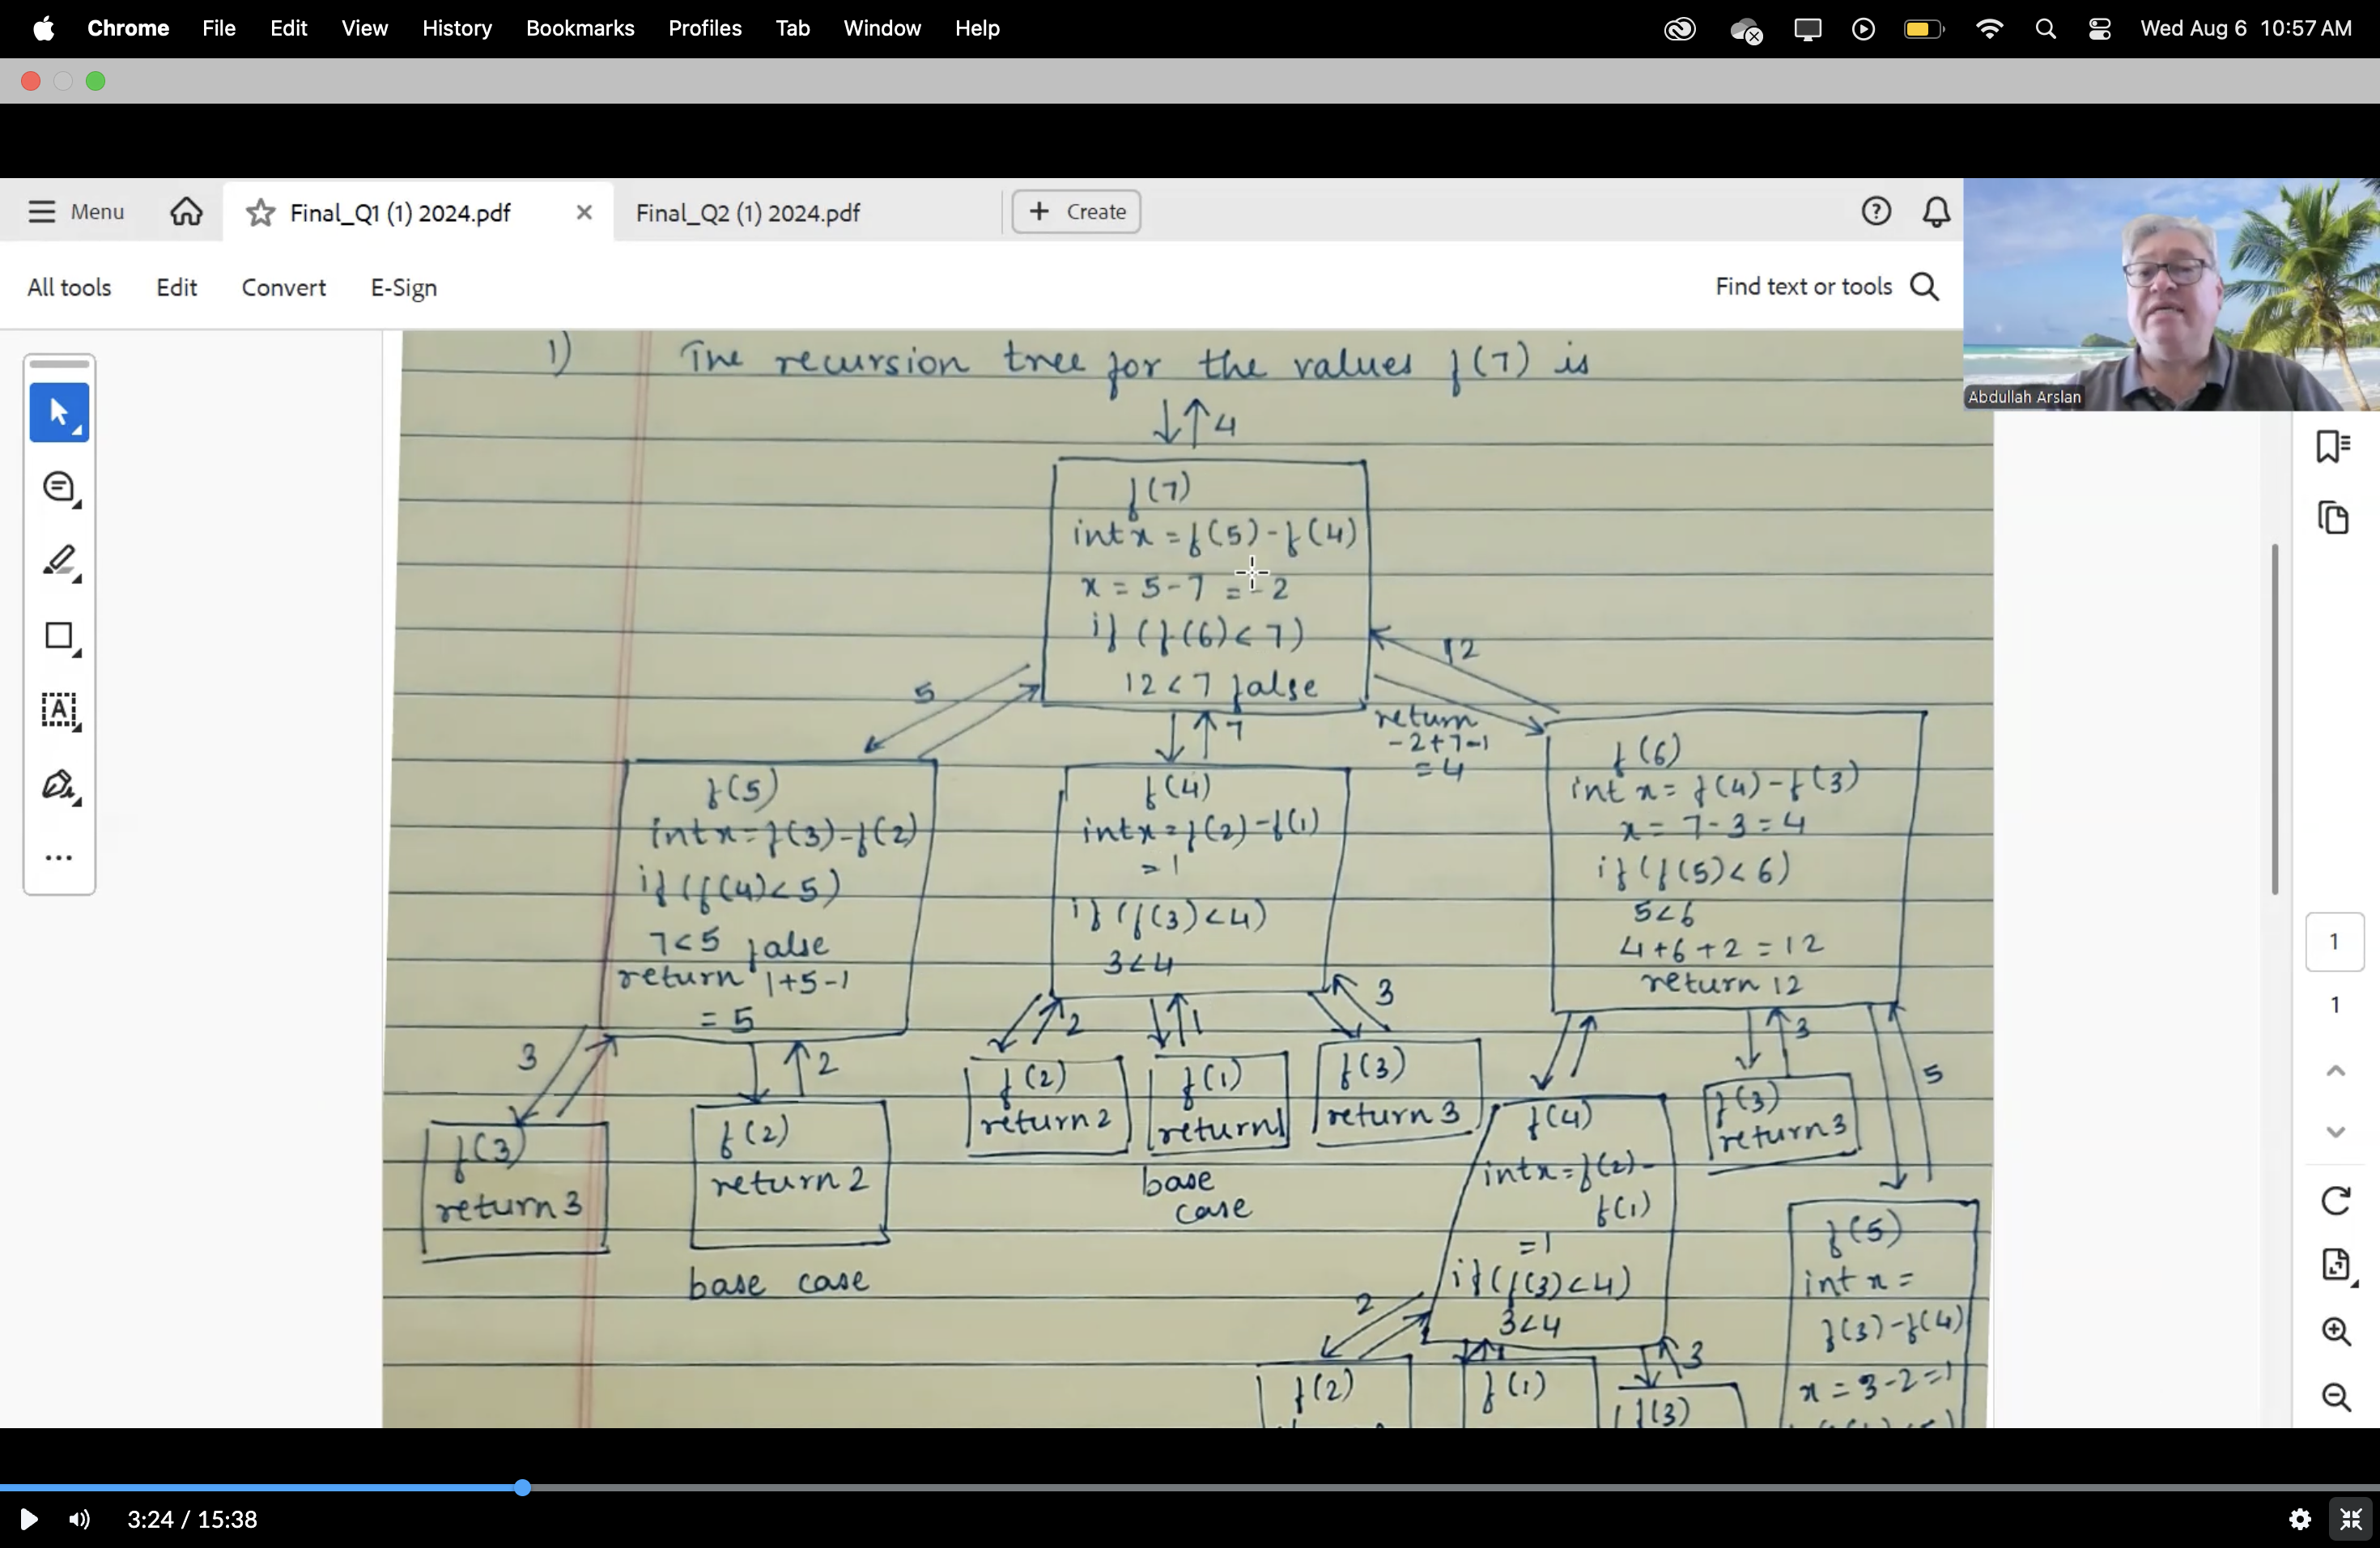 Chrome File Edit View History Bookmarks Profiles Tab Window Help Wed Aug 6 10:57 AM
Menu Final_Q1 (1) 2024.pdf Final_Q2 (1) 2024.pdf Create
All tools Edit Convert E-Sign Find text or tools
Abdullah Arslan
1) The recursion tree for the values f(7) is
4
f(7)
int x = f(5) - f(4)
x = 5 - 7 = - 2
if (f(6) < 7)
12 < 7 false
5
7
12
return
-2+7-1
= 4
f(5)
int x = f(3) - f(2)
if (f(4) < 5)
7 < 5 false
return 1+5-1
= 5
f(4)
int x = f(2) - f(1)
= 1
if (f(3) < 4)
3 < 4
f(6)
int x = f(4) - f(3)
x = 7 - 3 = 4
if (f(5) < 6)
5 < 6
4 + 6 + 2 = 12
return 12
3
2
2
1
3
3
5
f(3)
return 3
f(2)
return 2
base case
f(2)
return 2
f(1)
return 1
base
case
f(3)
return 3
f(4)
int x = f(2) -
f(1)
= 1
if (f(3) < 4)
3 < 4
f(3)
return 3
f(5)
int x =
f(3) - f(4)
x = 3 - 2 = 1
2
3
f(2)
f(1)
f(3)
1
1
3:24 / 15:38